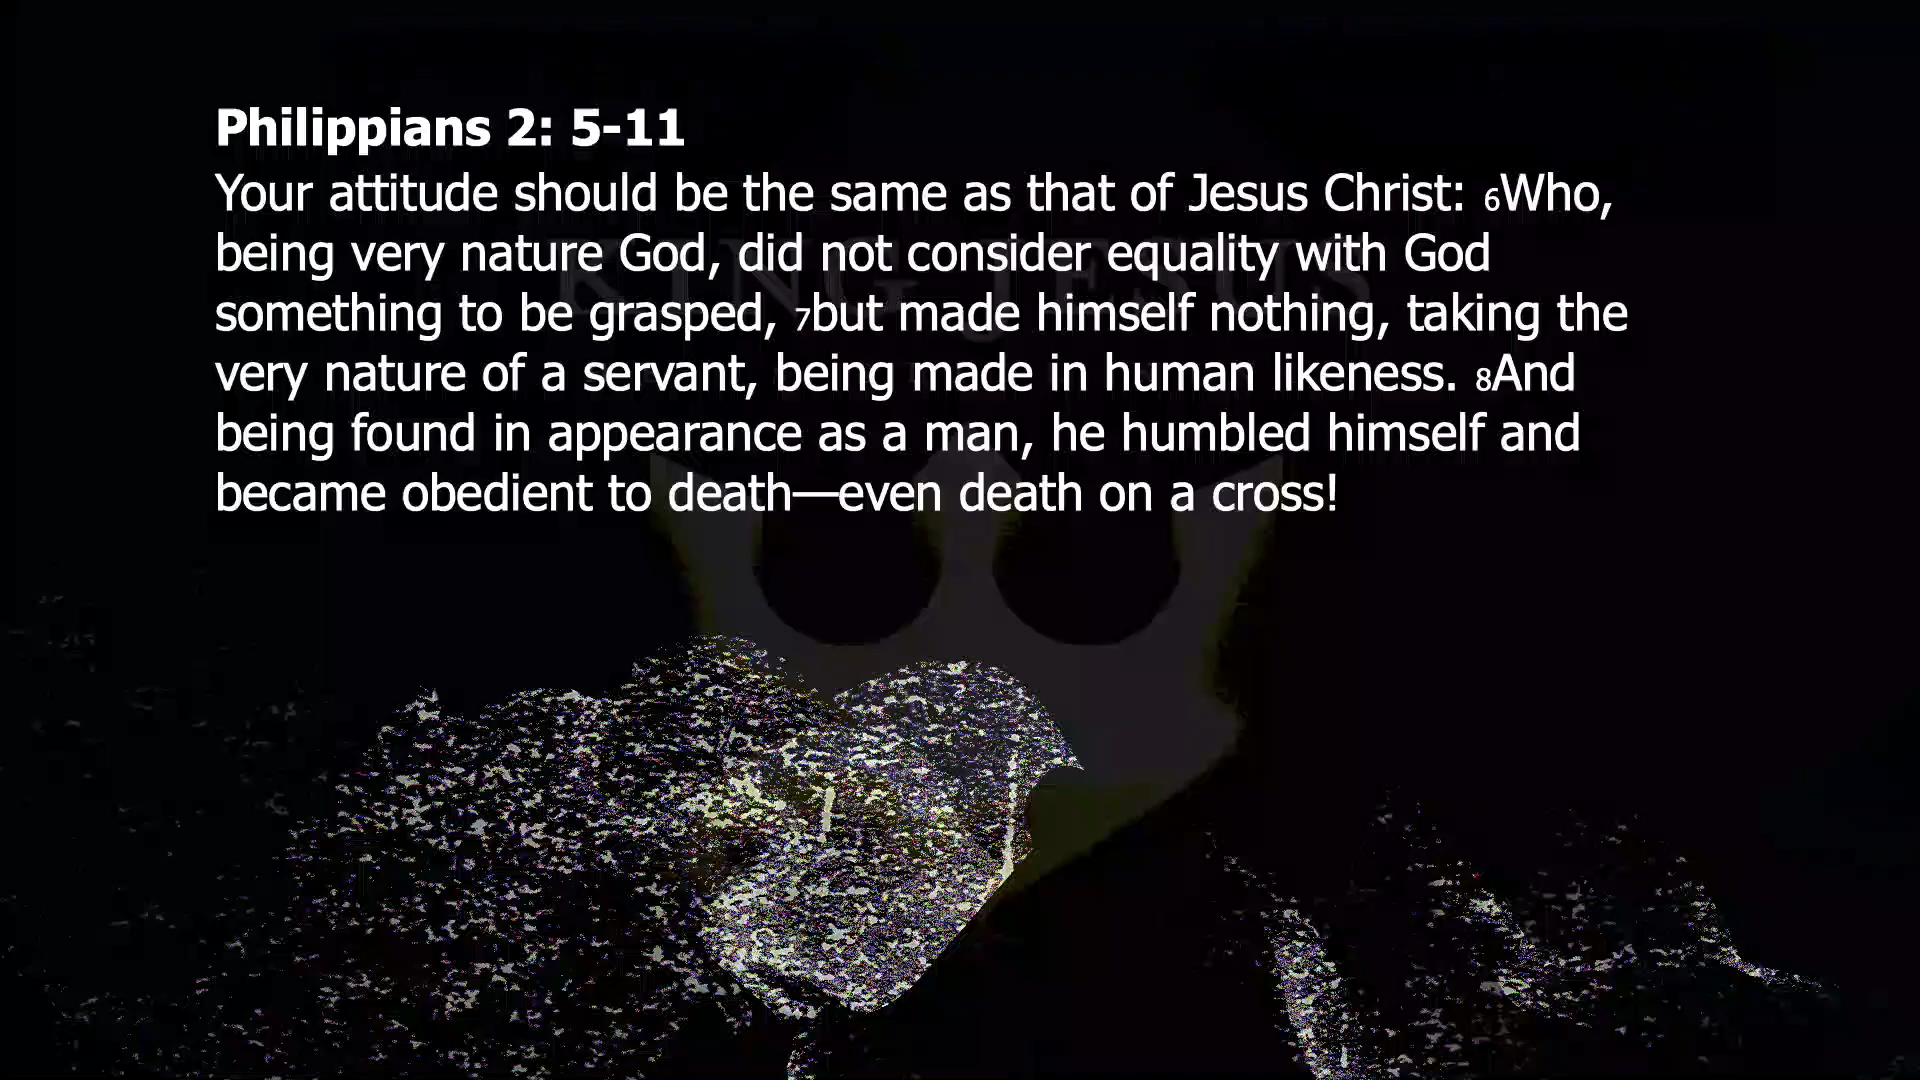 Philippians 2: 5-11
Your attitude should be the same as that of Jesus Christ: 6Who,
being very nature God, did not consider equality with God
something to be grasped, 7but made himself nothing, taking the
very nature of a servant, being made in human likeness. 8And
being found in appearance as a man, he humbled himself and
became obedient to death—even death on a cross!
KING JESUS